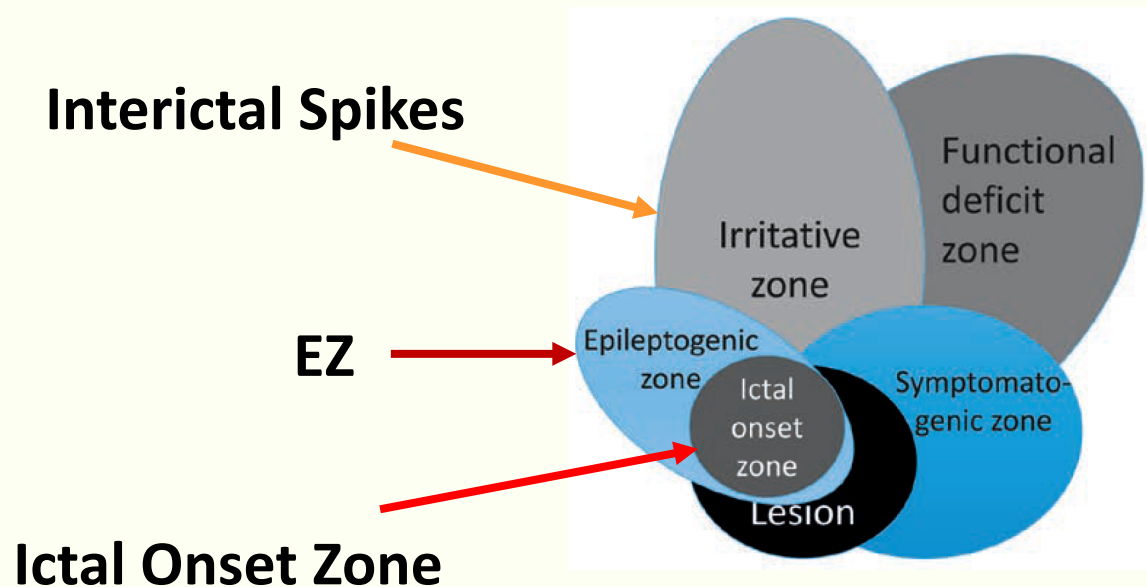 Interictal Spikes
EZ
Ictal Onset Zone
Irritative
zone
Functional
deficit
zone
Epileptogenic
zone
Ictal
onset
zone
Symptomato-
genic zone
Lesion